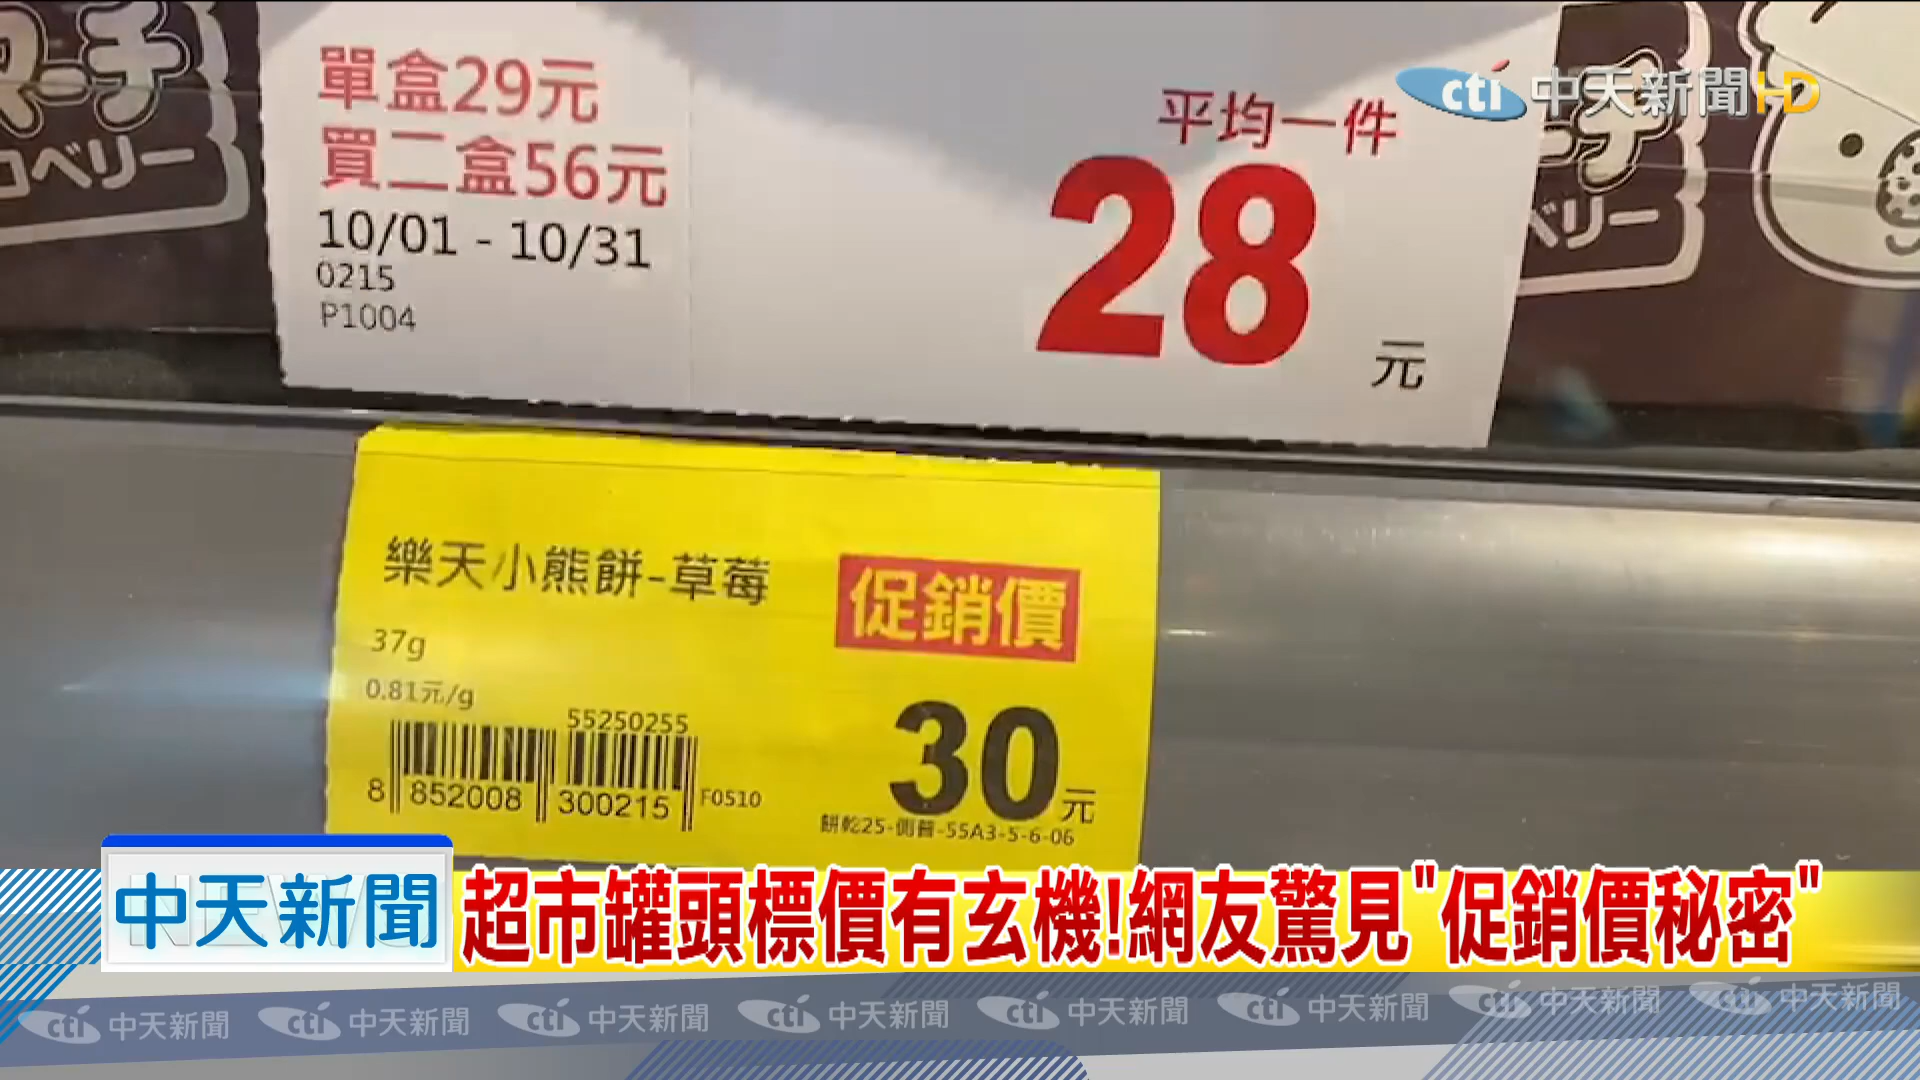 單盒29元
買二盒56元
10/01 - 10/31
0215
P1004
平均一件
28
元
cti 中天新聞HD
ベリー
樂天小熊餅-草莓
37g
0.81元/g
55250255
8 852008 300215 F0510
促銷價
30元
中天新聞
超市罐頭標價有玄機!網友驚見"促銷價秘密"
cti 中天新聞 cti 中天新聞 cti 中天新聞 cti 中天新聞 cti 中天新聞 cti 中天新聞 cti 中天新聞 cti 中天新聞